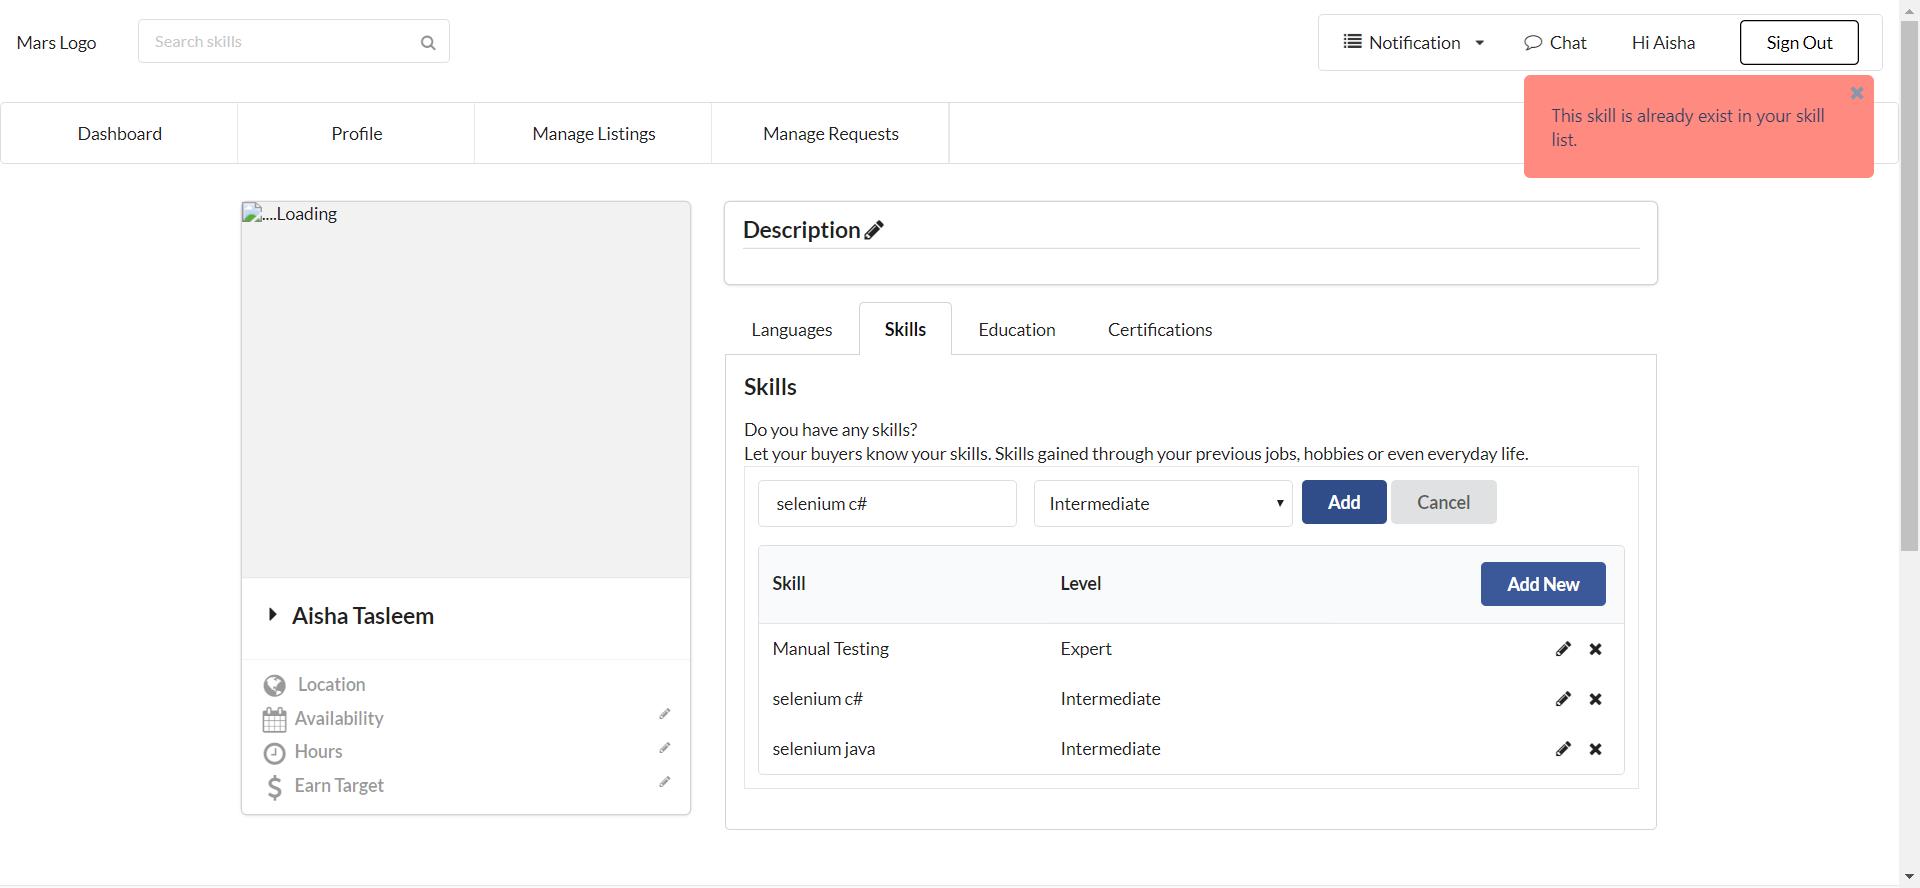 Mars Logo
Search skills
Notification
Chat
Hi Aisha
Sign Out
This skill is already exist in your skill
list.
Dashboard
Profile
Manage Listings
Manage Requests
....Loading
Aisha Tasleem
Location
Availability
Hours
Earn Target
Description
Languages
Skills
Education
Certifications
Skills
Do you have any skills?
Let your buyers know your skills. Skills gained through your previous jobs, hobbies or even everyday life.
selenium c#
Intermediate
Add
Cancel
Skill Level Add New
Manual Testing Expert
selenium c# Intermediate
selenium java Intermediate